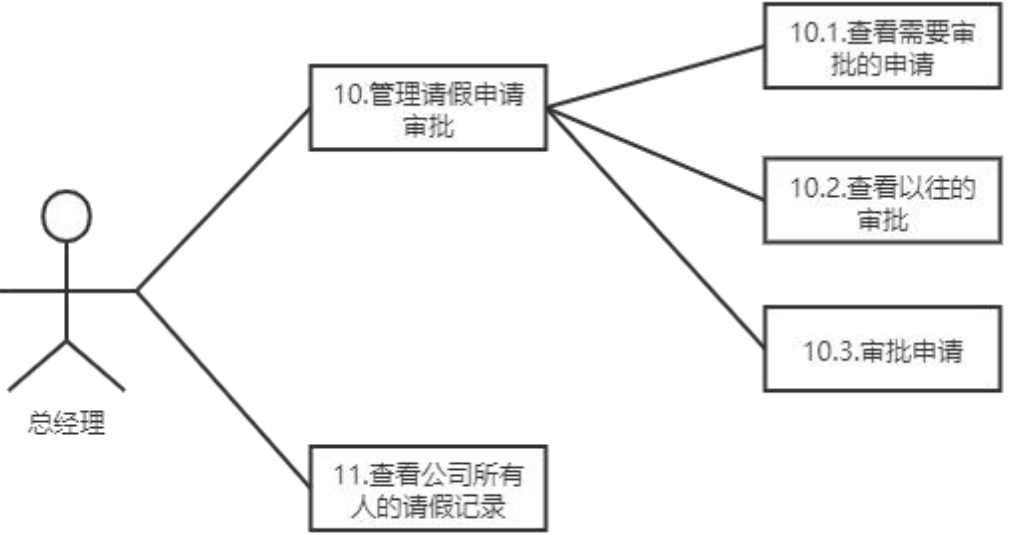 10.1.查看需要审
批的申请
10.管理请假申请
审批
10.2.查看以往的
审批
10.3.审批申请
总经理
11.查看公司所有
人的请假记录